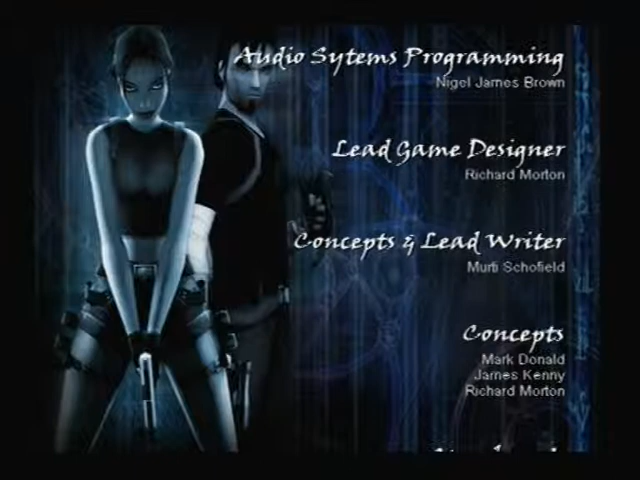 Audio Sytems Programming
Nigel James Brown
Lead Game Designer
Richard Morton
Concepts & Lead Writer
Murti Schofield
Concepts
Mark Donald
James Kenny
Richard Morton